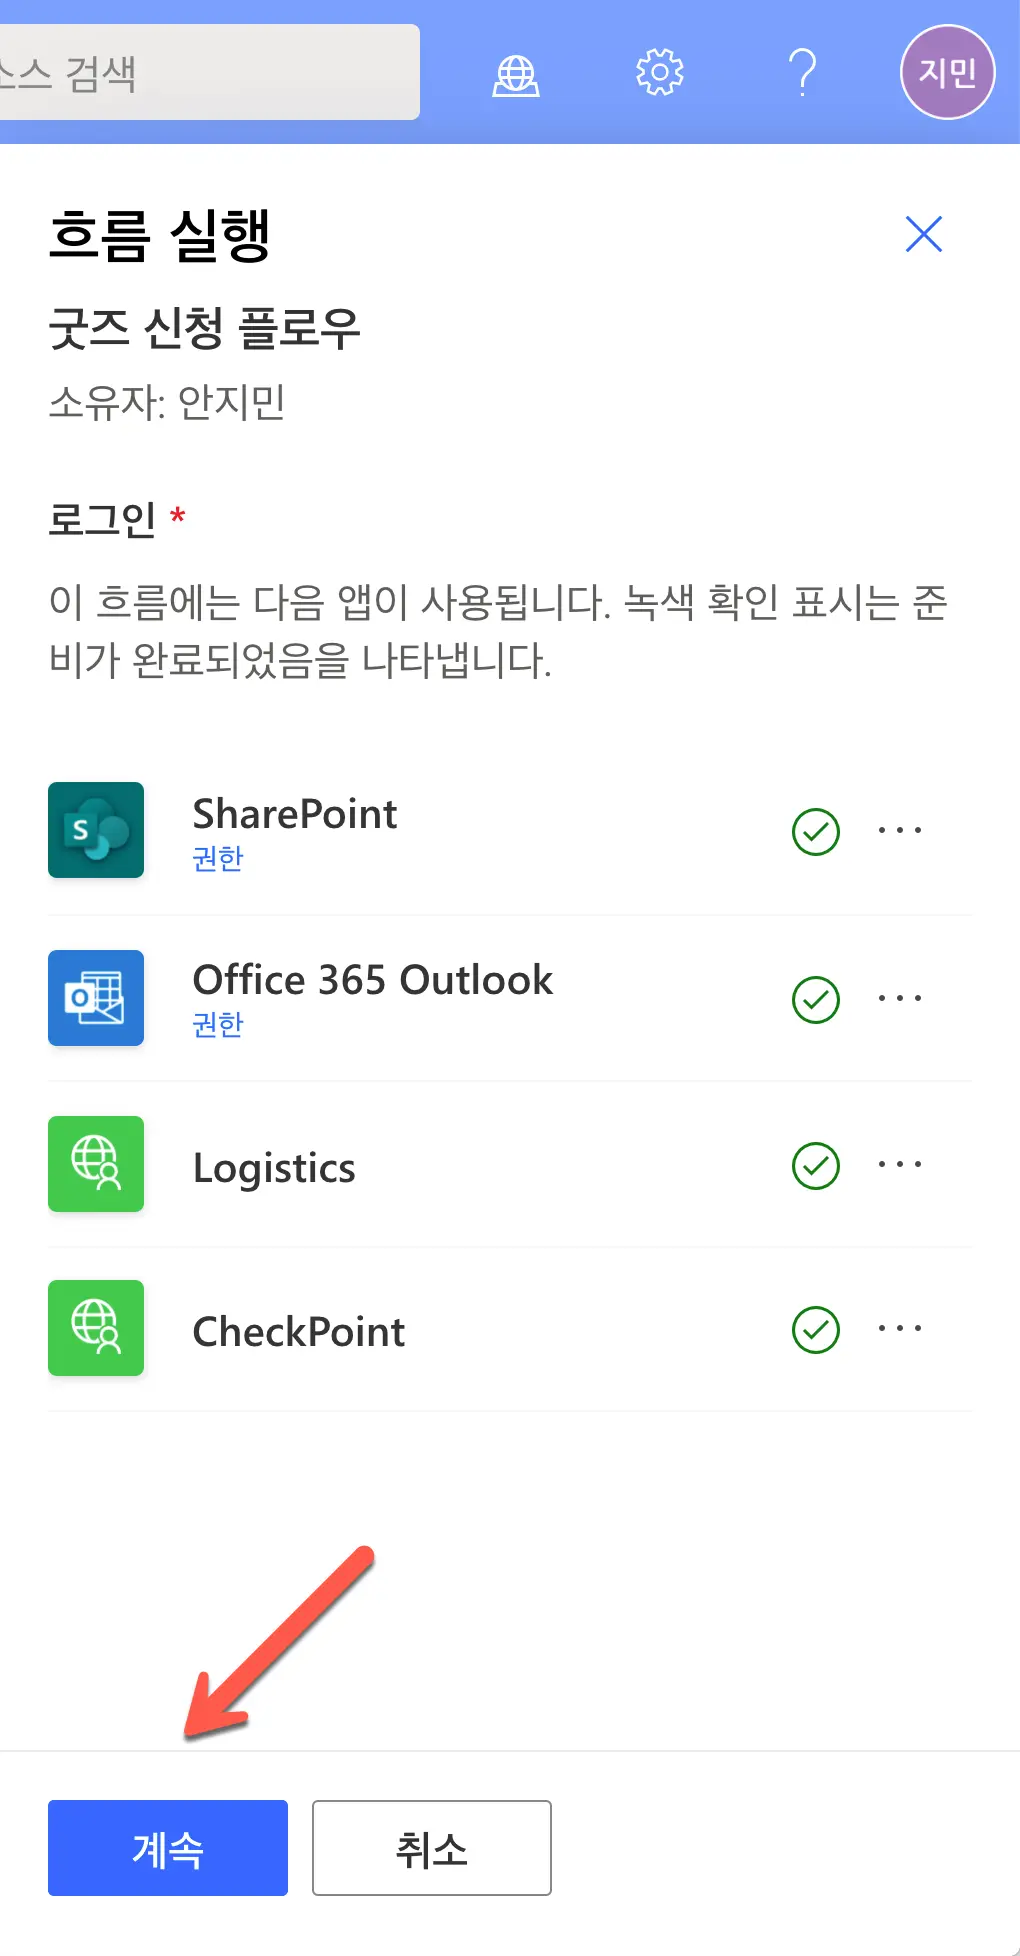 소스 검색
지민
흐름 실행
굿즈 신청 플로우
소유자: 안지민
로그인 *
이 흐름에는 다음 앱이 사용됩니다. 녹색 확인 표시는 준
비가 완료되었음을 나타냅니다.
SharePoint
권한
Office 365 Outlook
권한
Logistics
CheckPoint
계속
취소